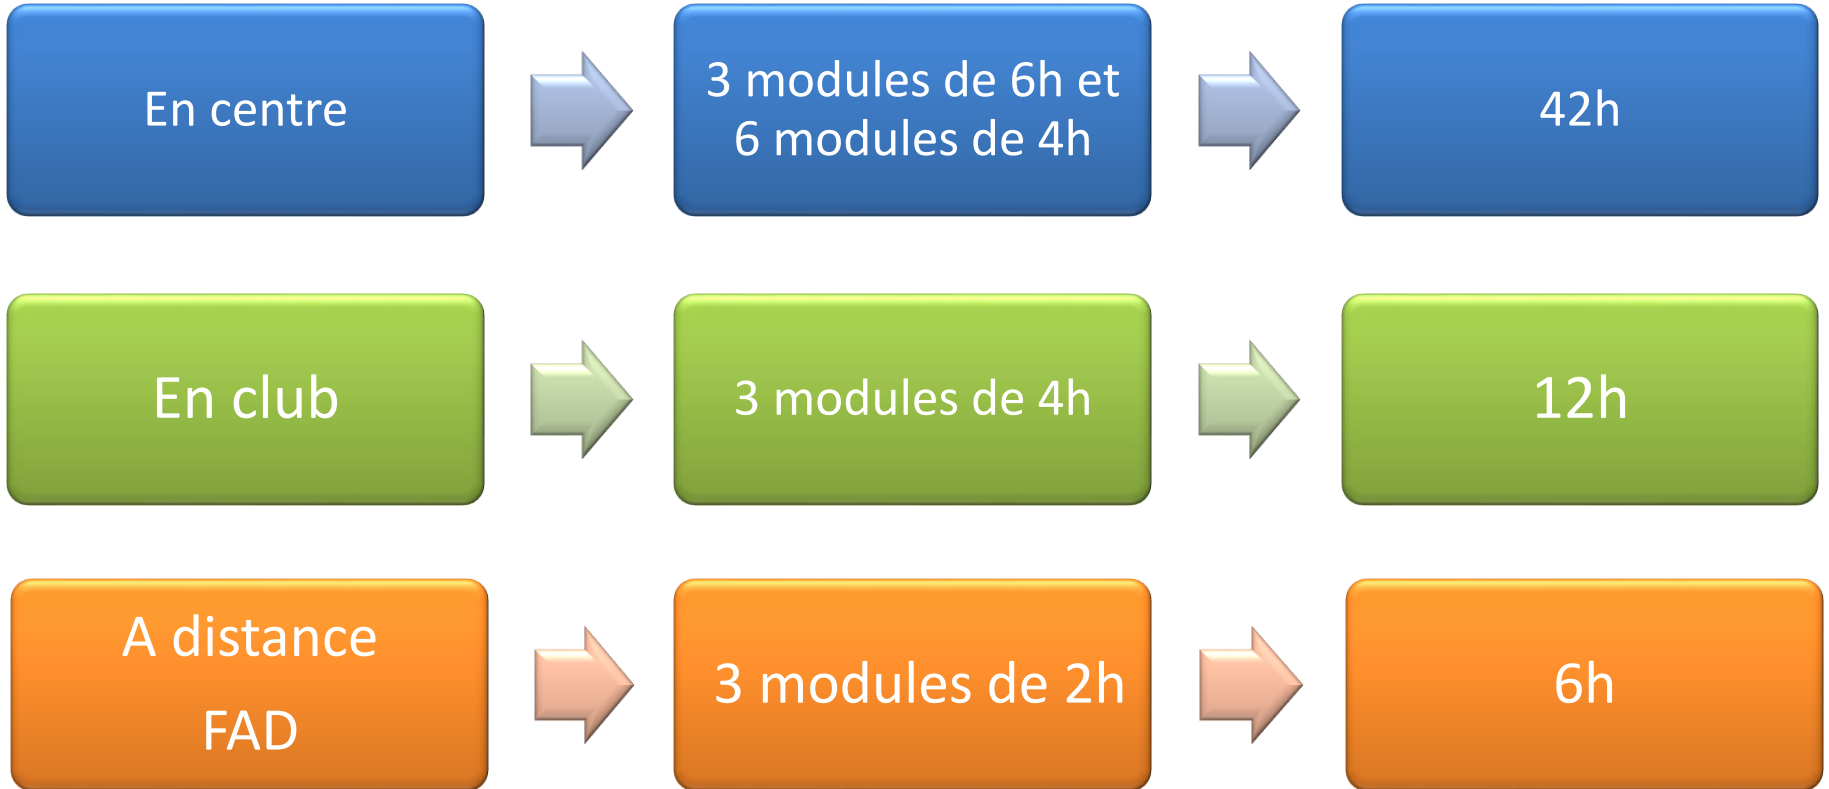 En centre
3 modules de 6h et
6 modules de 4h
42h
En club
3 modules de 4h
12h
A distance
FAD
3 modules de 2h
6h